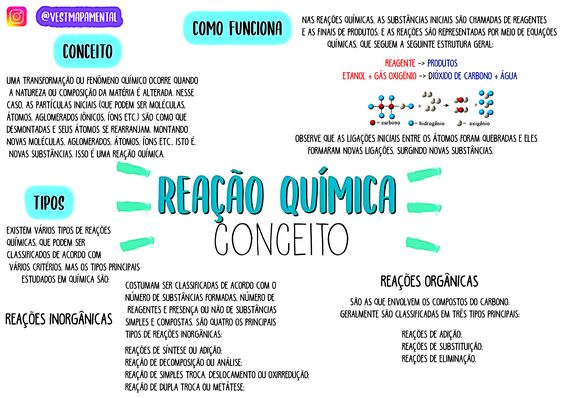 @VESTMAPAMENTAL
CONCEITO
UMA TRANSFORMAÇÃO OU FENÔMENO QUÍMICO OCORRE QUANDO
A NATUREZA OU COMPOSIÇÃO DA MATÉRIA É ALTERADA. NESSE
CASO, AS PARTÍCULAS INICIAIS (QUE PODEM SER MOLÉCULAS,
ÁTOMOS, AGLOMERADOS IÔNICOS, ÍONS ETC.) SÃO COMO QUE
DESMONTADAS E SEUS ÁTOMOS SE REARRANJAM, MONTANDO
NOVAS MOLÉCULAS, AGLOMERADOS, ÁTOMOS, ÍONS ETC., ISTO É,
NOVAS SUBSTÂNCIAS. ISSO É UMA REAÇÃO QUÍMICA.
COMO FUNCIONA
NAS REAÇÕES QUÍMICAS, AS SUBSTÂNCIAS INICIAIS SÃO CHAMADAS DE REAGENTES
E AS FINAIS DE PRODUTOS, E AS REAÇÕES SÃO REPRESENTADAS POR MEIO DE EQUAÇÕES
QUÍMICAS, QUE SEGUEM A SEGUINTE ESTRUTURA GERAL:
REAGENTE -> PRODUTOS
ETANOL + GÁS OXIGÊNIO -> DIÓXIDO DE CARBONO + ÁGUA
= carbono = hidrogênio = oxigênio
OBSERVE QUE AS LIGAÇÕES INICIAIS ENTRE OS ÁTOMOS FORAM QUEBRADAS E ELES
FORMARAM NOVAS LIGAÇÕES, SURGINDO NOVAS SUBSTÂNCIAS.
REAÇÃO QUÍMICA
CONCEITO
TIPOS
EXISTEM VÁRIOS TIPOS DE REAÇÕES
QUÍMICAS, QUE PODEM SER
CLASSIFICADAS DE ACORDO COM
VÁRIOS CRITÉRIOS, MAS OS TIPOS PRINCIPAIS
ESTUDADOS EM QUÍMICA SÃO:
REAÇÕES INORGÂNICAS
COSTUMAM SER CLASSIFICADAS DE ACORDO COM O
NÚMERO DE SUBSTÂNCIAS FORMADAS, NÚMERO DE
REAGENTES E PRESENÇA OU NÃO DE SUBSTÂNCIAS
SIMPLES E COMPOSTAS. SÃO QUATRO OS PRINCIPAIS
TIPOS DE REAÇÕES INORGÂNICAS:
REAÇÕES DE SÍNTESE OU ADIÇÃO;
REAÇÃO DE DECOMPOSIÇÃO OU ANÁLISE;
REAÇÃO DE SIMPLES TROCA, DESLOCAMENTO OU OXIRREDUÇÃO;
REAÇÃO DE DUPLA TROCA OU METÁTESE;
REAÇÕES ORGÂNICAS
SÃO AS QUE ENVOLVEM OS COMPOSTOS DO CARBONO.
GERALMENTE SÃO CLASSIFICADAS EM TRÊS TIPOS PRINCIPAIS:
REAÇÕES DE ADIÇÃO;
REAÇÕES DE SUBSTITUIÇÃO;
REAÇÕES DE ELIMINAÇÃO.